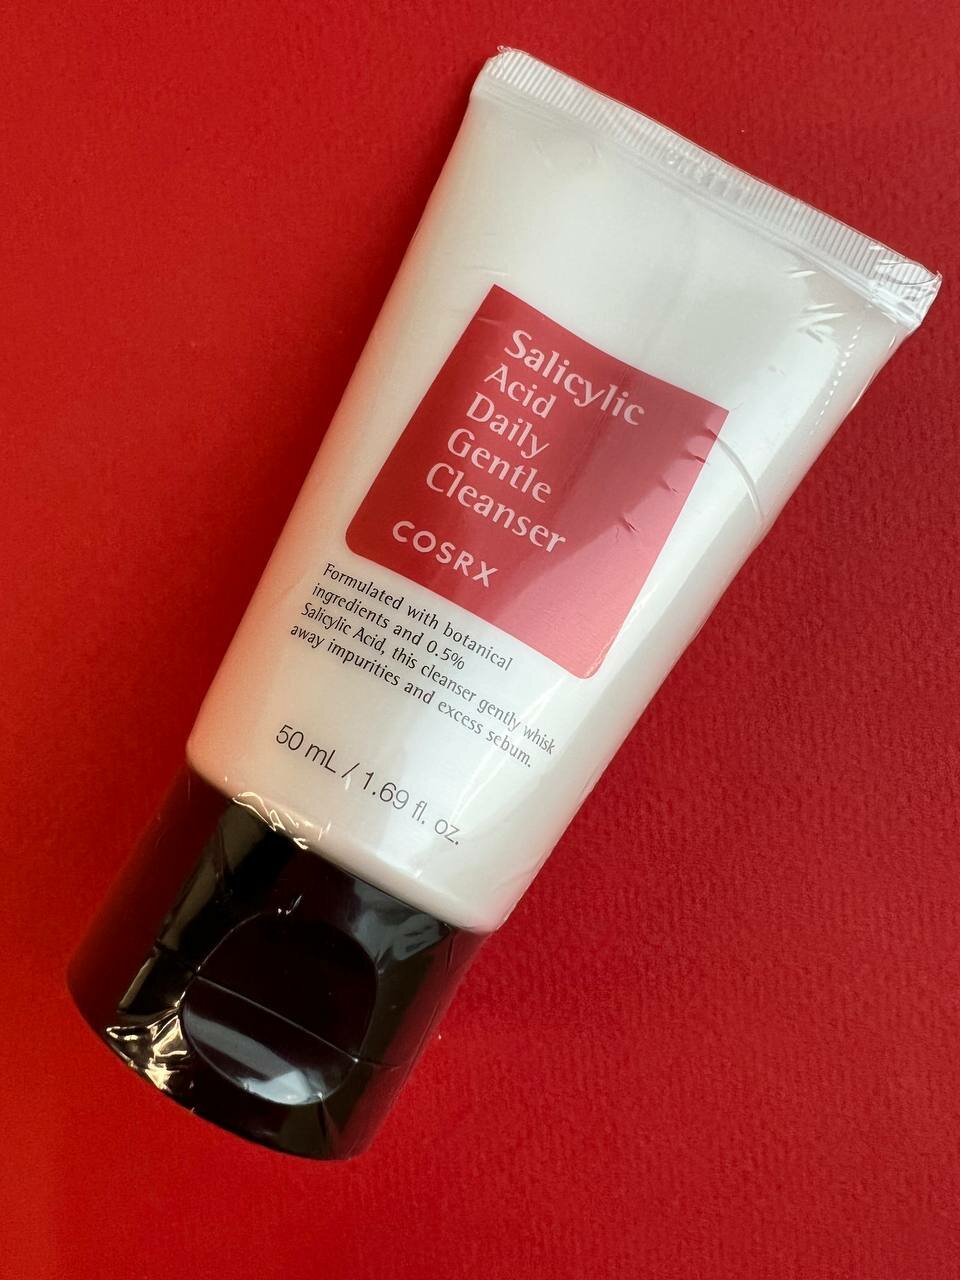 Salicylic
Acid
Daily
Gentle
Cleanser
COSRX
Formulated with botanical
ingredients and 0.5%
Salicylic Acid, this cleanser gently whisk
away impurities and excess sebum.
50 mL / 1.69 fl. oz.